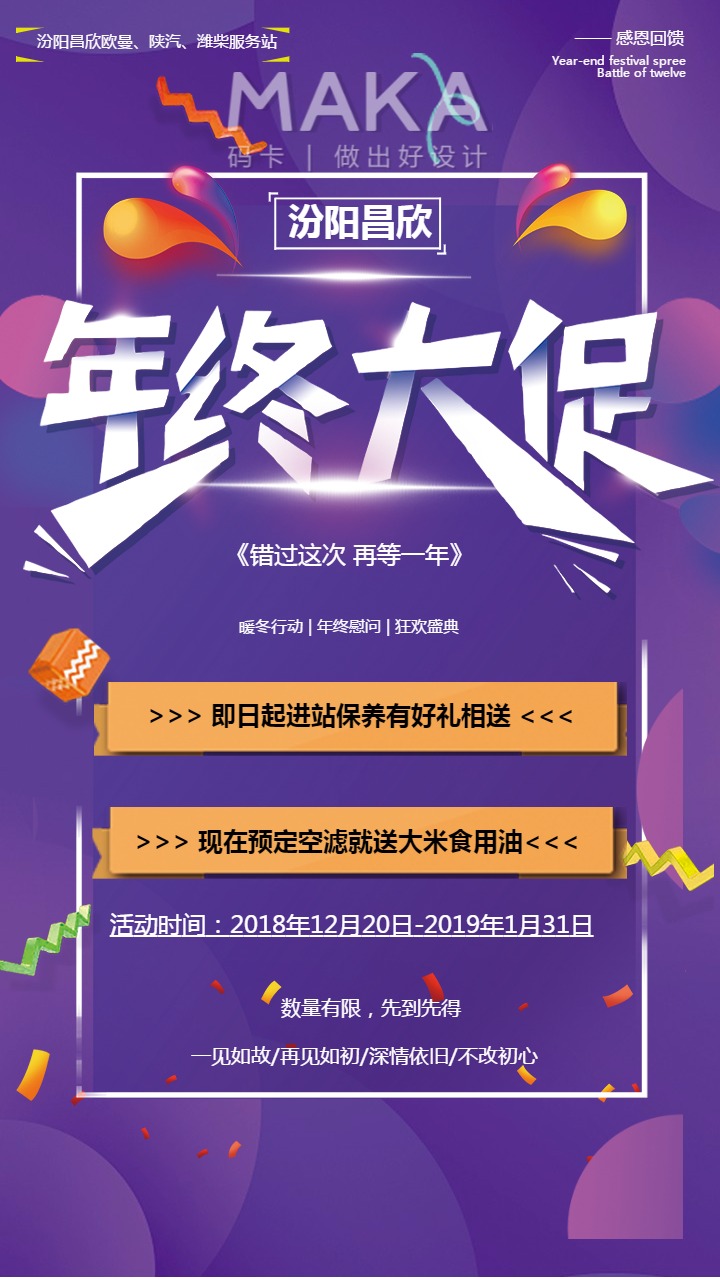 汾阳昌欣欧曼、陕汽、潍柴服务站
—— 感恩回馈
Year-end festival spree
Battle of twelve
MAKA
码卡 | 做出好设计
汾阳昌欣
年终大促
《错过这次 再等一年》
暖冬行动 | 年终慰问 | 狂欢盛典
>>> 即日起进站保养有好礼相送 <<<
>>> 现在预定空滤就送大米食用油<<<
活动时间：2018年12月20日-2019年1月31日
数量有限，先到先得
一见如故/再见如初/深情依旧/不改初心